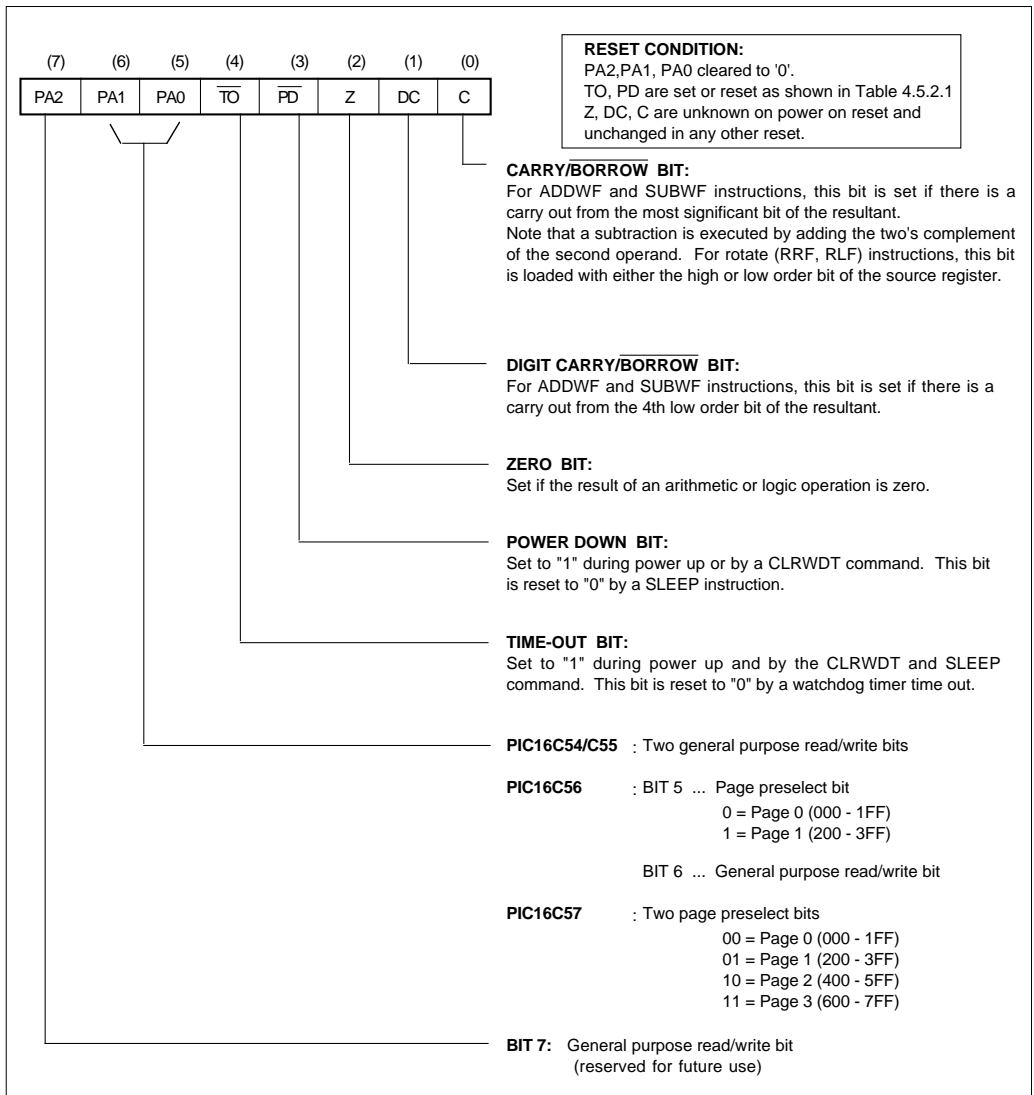 (7) (6) (5) (4) (3) (2) (1) (0)
PA2 PA1 PA0 TO PD Z DC C
RESET CONDITION:
PA2,PA1, PA0 cleared to '0'.
TO, PD are set or reset as shown in Table 4.5.2.1
Z, DC, C are unknown on power on reset and
unchanged in any other reset.
CARRY/BORROW BIT:
For ADDWF and SUBWF instructions, this bit is set if there is a
carry out from the most significant bit of the resultant.
Note that a subtraction is executed by adding the two's complement
of the second operand. For rotate (RRF, RLF) instructions, this bit
is loaded with either the high or low order bit of the source register.
DIGIT CARRY/BORROW BIT:
For ADDWF and SUBWF instructions, this bit is set if there is a
carry out from the 4th low order bit of the resultant.
ZERO BIT:
Set if the result of an arithmetic or logic operation is zero.
POWER DOWN BIT:
Set to "1" during power up or by a CLRWDT command. This bit
is reset to "0" by a SLEEP instruction.
TIME-OUT BIT:
Set to "1" during power up and by the CLRWDT and SLEEP
command. This bit is reset to "0" by a watchdog timer time out.
PIC16C54/C55 : Two general purpose read/write bits
PIC16C56 : BIT 5 ... Page preselect bit
0 = Page 0 (000 - 1FF)
1 = Page 1 (200 - 3FF)
BIT 6 ... General purpose read/write bit
PIC16C57 : Two page preselect bits
00 = Page 0 (000 - 1FF)
01 = Page 1 (200 - 3FF)
10 = Page 2 (400 - 5FF)
11 = Page 3 (600 - 7FF)
BIT 7: General purpose read/write bit
(reserved for future use)